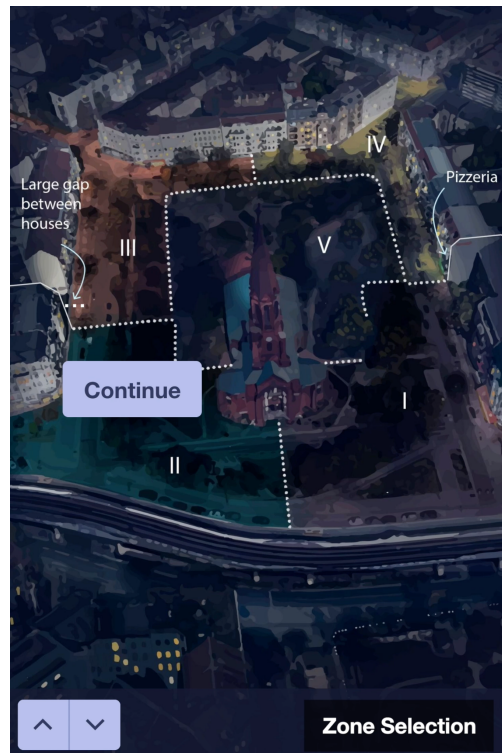 IV
Large gap
between
houses
Pizzeria
III
V
Continue
I
II
Zone Selection